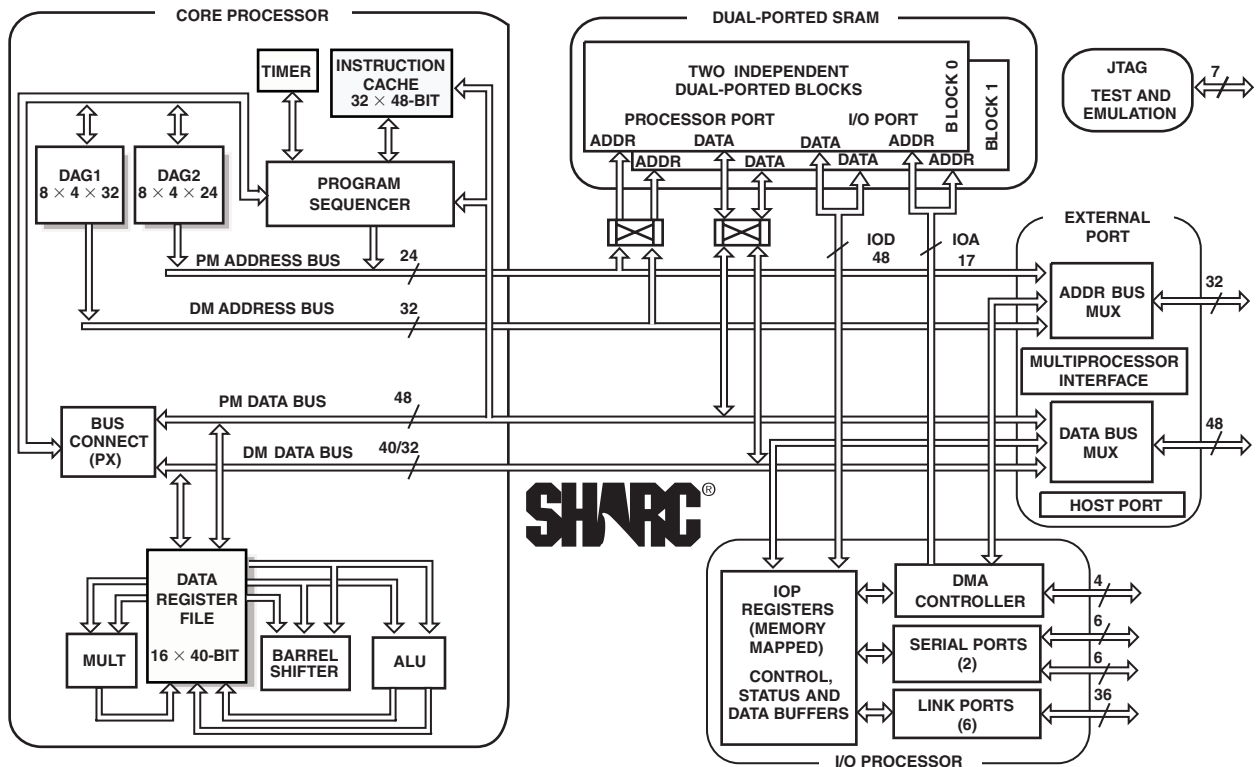 CORE PROCESSOR
TIMER
INSTRUCTION
CACHE
32 × 48-BIT
DAG1
8 × 4 × 32
DAG2
8 × 4 × 24
PROGRAM
SEQUENCER
PM ADDRESS BUS
24
DM ADDRESS BUS
32
PM DATA BUS
48
BUS
CONNECT
(PX)
DM DATA BUS
40/32
DATA
REGISTER
FILE
16 × 40-BIT
MULT
BARREL
SHIFTER
ALU
DUAL-PORTED SRAM
TWO INDEPENDENT
DUAL-PORTED BLOCKS
PROCESSOR PORT
I/O PORT
ADDR
DATA
DATA
ADDR
BLOCK 0
ADDR
DATA
DATA
ADDR
BLOCK 1
JTAG
TEST AND
EMULATION
7
IOD
48
IOA
17
EXTERNAL
PORT
ADDR BUS
MUX
32
MULTIPROCESSOR
INTERFACE
DATA BUS
MUX
48
HOST PORT
SHARC®
IOP
REGISTERS
(MEMORY
MAPPED)
CONTROL,
STATUS AND
DATA BUFFERS
DMA
CONTROLLER
4
SERIAL PORTS
(2)
6
6
LINK PORTS
(6)
36
I/O PROCESSOR